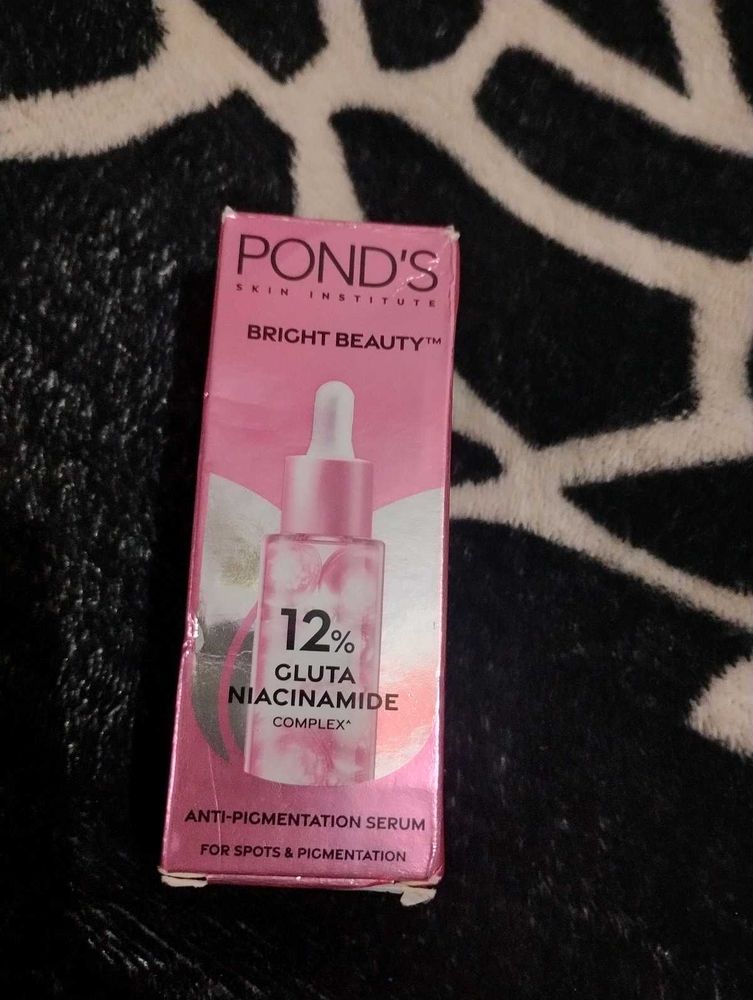 POND'S
SKIN INSTITUTE
BRIGHT BEAUTY™
12%
GLUTA
NIACINAMIDE
COMPLEX^
ANTI-PIGMENTATION SERUM
FOR SPOTS & PIGMENTATION